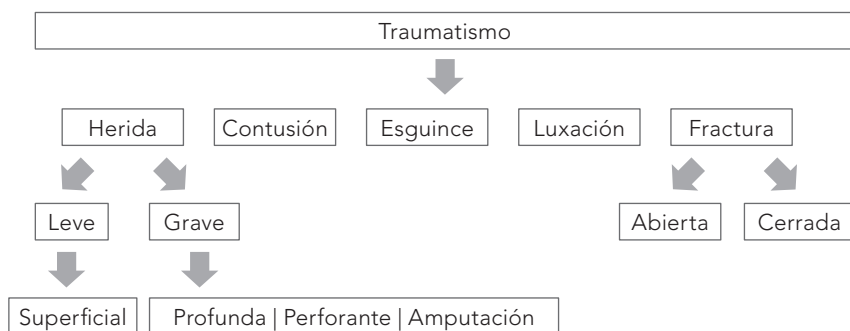 Traumatismo
Herida Contusión Esguince Luxación Fractura
Leve Grave Abierta Cerrada
Superficial Profunda | Perforante | Amputación